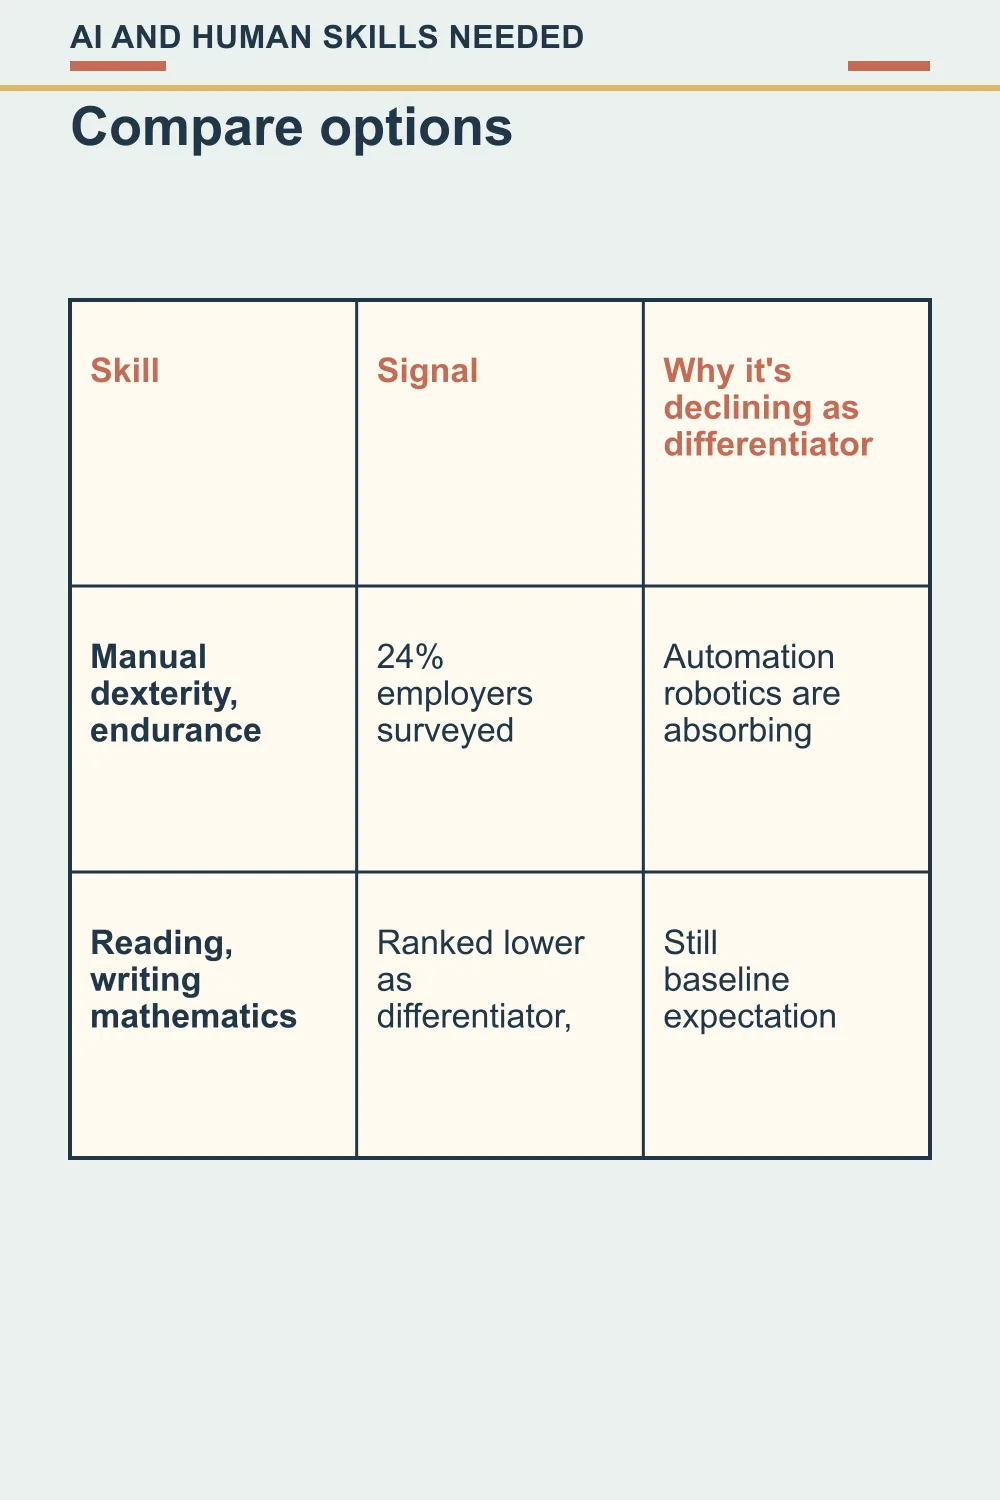 AI AND HUMAN SKILLS NEEDED
Compare options
Skill
Signal
Why it's
declining as
differentiator
Manual
dexterity,
endurance
24%
employers
surveyed
Automation
robotics are
absorbing
Reading,
writing
mathematics
Ranked lower
as
differentiator,
Still
baseline
expectation